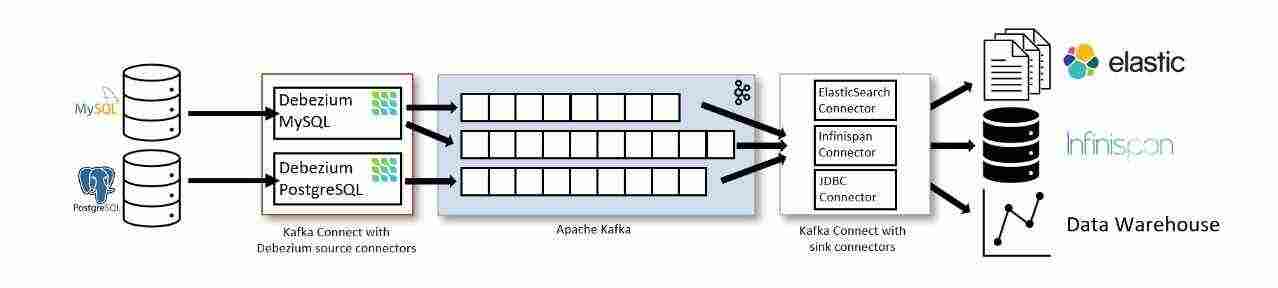 MySQL
PostgreSQL
Debezium
MySQL
Debezium
PostgreSQL
Kafka Connect with
Debezium source connectors
Apache Kafka
ElasticSearch
Connector
Infinispan
Connector
JDBC
Connector
Kafka Connect with
sink connectors
elastic
Infinispan
Data Warehouse